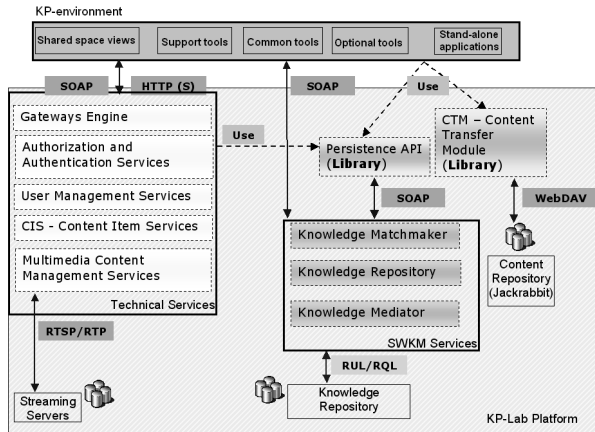 KP-environment
Shared space views
Support tools
Common tools
Optional tools
Stand-alone
applications
SOAP
HTTP (S)
SOAP
Use
Gateways Engine
Authorization and
Authentication Services
User Management Services
CIS - Content Item Services
Multimedia Content
Management Services
Technical Services
Use
Persistence API
(Library)
CTM – Content
Transfer
Module
(Library)
SOAP
WebDAV
Knowledge Matchmaker
Knowledge Repository
Knowledge Mediator
SWKM Services
Content
Repository
(Jackrabbit)
RTSP/RTP
RUL/RQL
Streaming
Servers
Knowledge
Repository
KP-Lab Platform